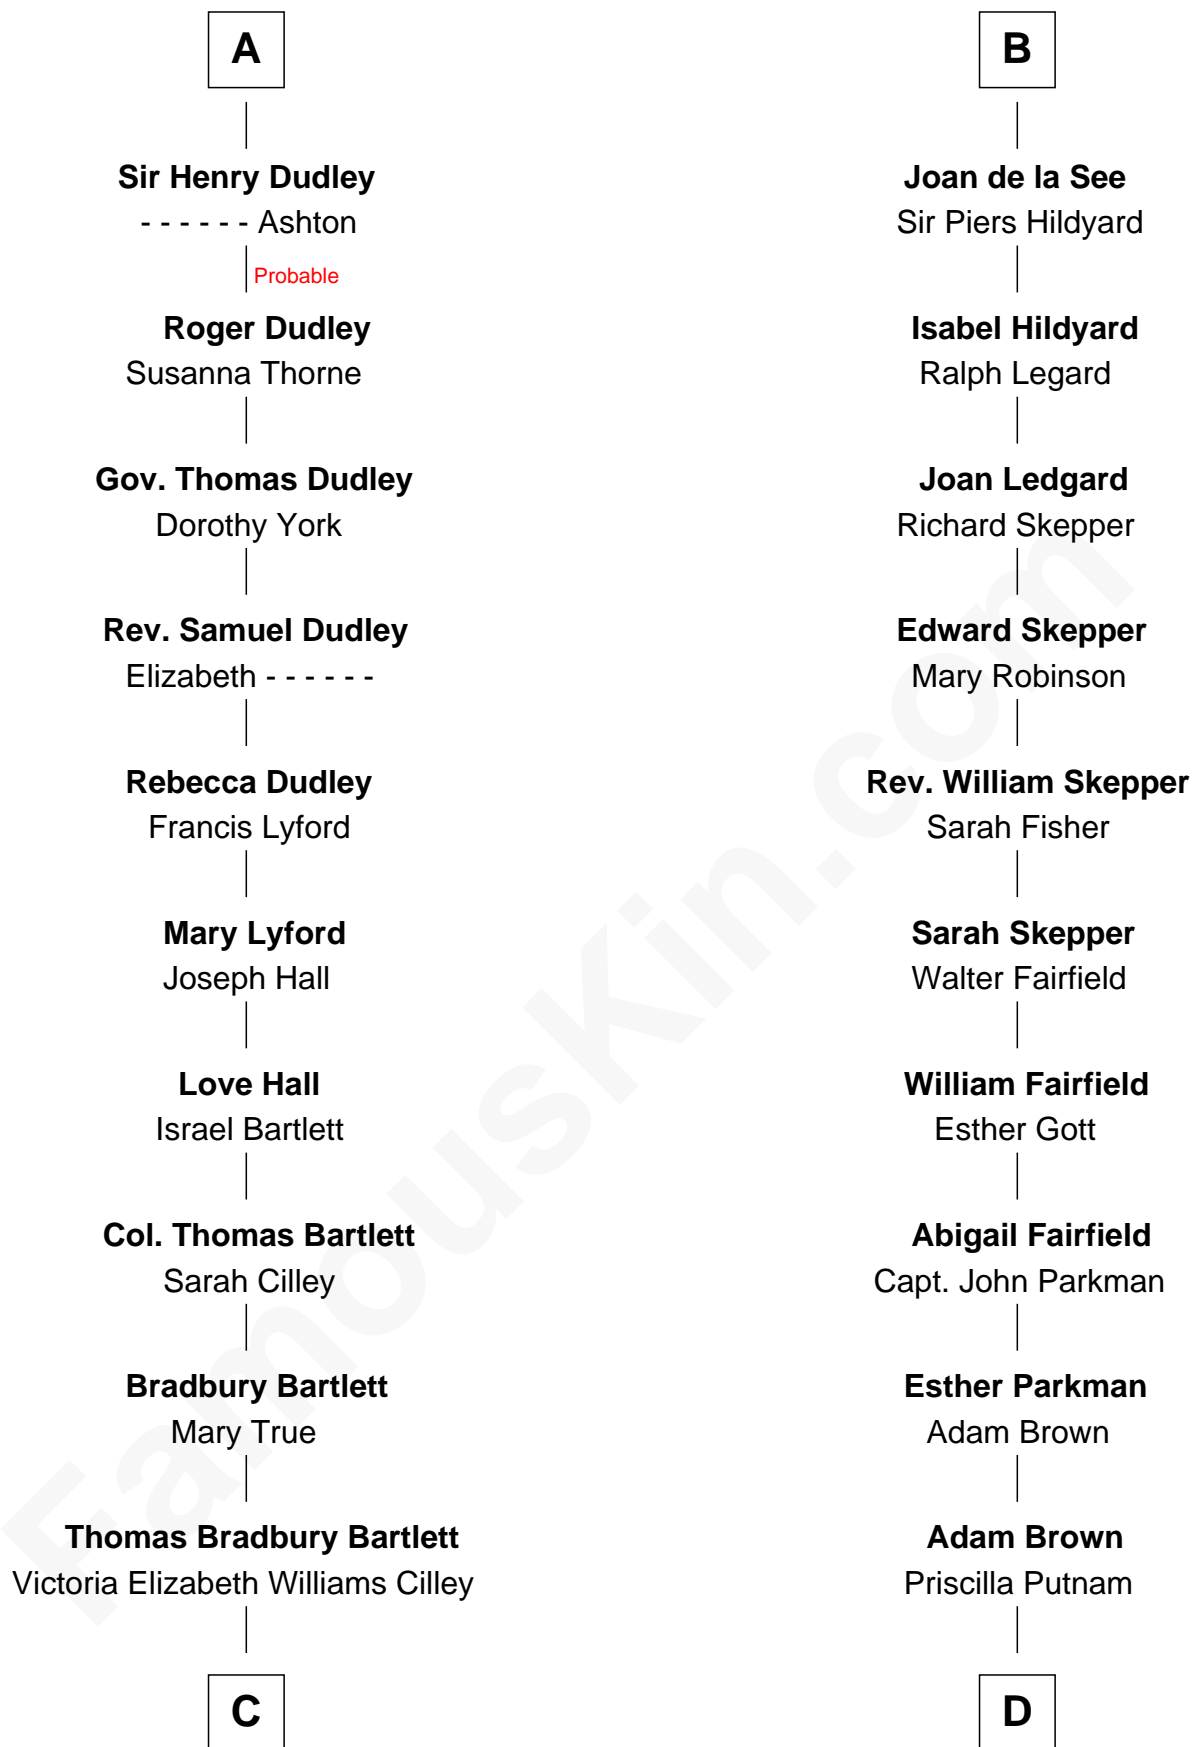 A
Sir Henry Dudley
- - - - - - Ashton
Probable
Roger Dudley
Susanna Thorne
Gov. Thomas Dudley
Dorothy York
Rev. Samuel Dudley
Elizabeth - - - - - -
Rebecca Dudley
Francis Lyford
Mary Lyford
Joseph Hall
Love Hall
Israel Bartlett
Col. Thomas Bartlett
Sarah Cilley
Bradbury Bartlett
Mary True
Thomas Bradbury Bartlett
Victoria Elizabeth Williams Cilley
C
B
Joan de la See
Sir Piers Hildyard
Isabel Hildyard
Ralph Legard
Joan Ledgard
Richard Skepper
Edward Skepper
Mary Robinson
Rev. William Skepper
Sarah Fisher
Sarah Skepper
Walter Fairfield
William Fairfield
Esther Gott
Abigail Fairfield
Capt. John Parkman
Esther Parkman
Adam Brown
Adam Brown
Priscilla Putnam
D
FamousKin.com